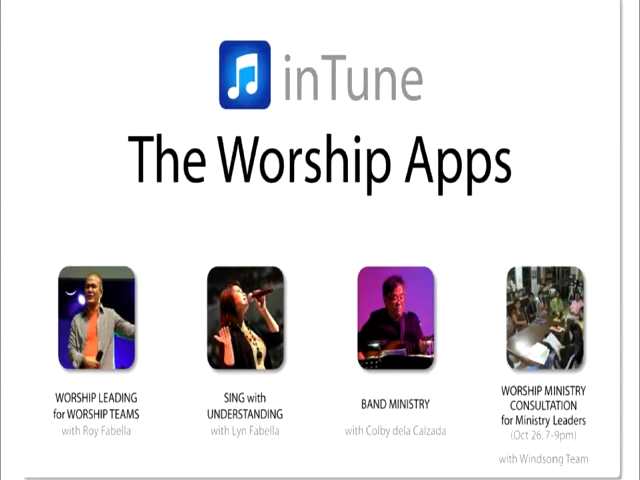 inTune
The Worship Apps
WORSHIP LEADING
for WORSHIP TEAMS
with Roy Fabella
SING with
UNDERSTANDING
with Lyn Fabella
BAND MINISTRY
with Colby dela Calzada
WORSHIP MINISTRY
CONSULTATION
for Ministry Leaders
(Oct 26, 7-9pm)
with Windsong Team